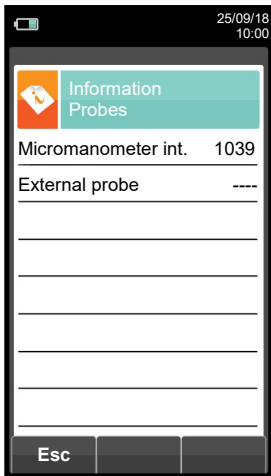 25/09/18
10:00
Information
Probes
Micromanometer int. 1039
External probe ----
Esc